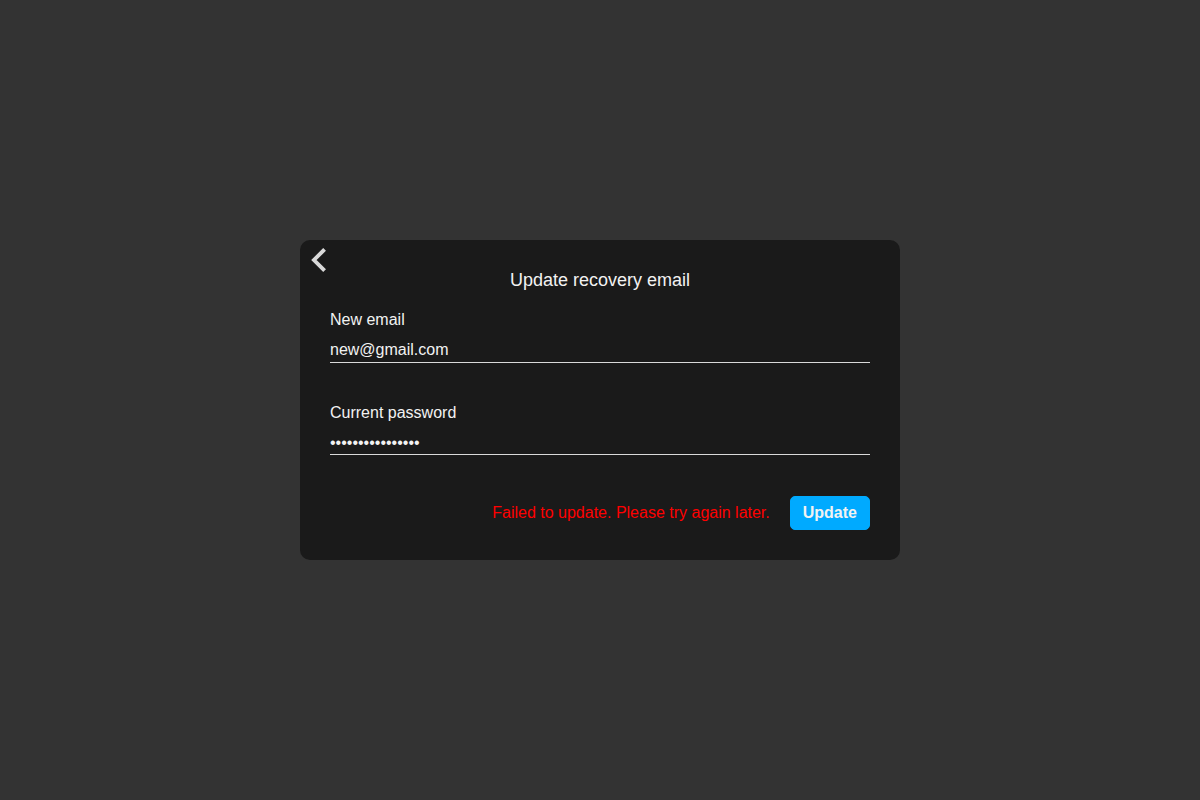 Update recovery email
New email
new@gmail.com
Current password
••••••••••••••••
Failed to update. Please try again later.
Update